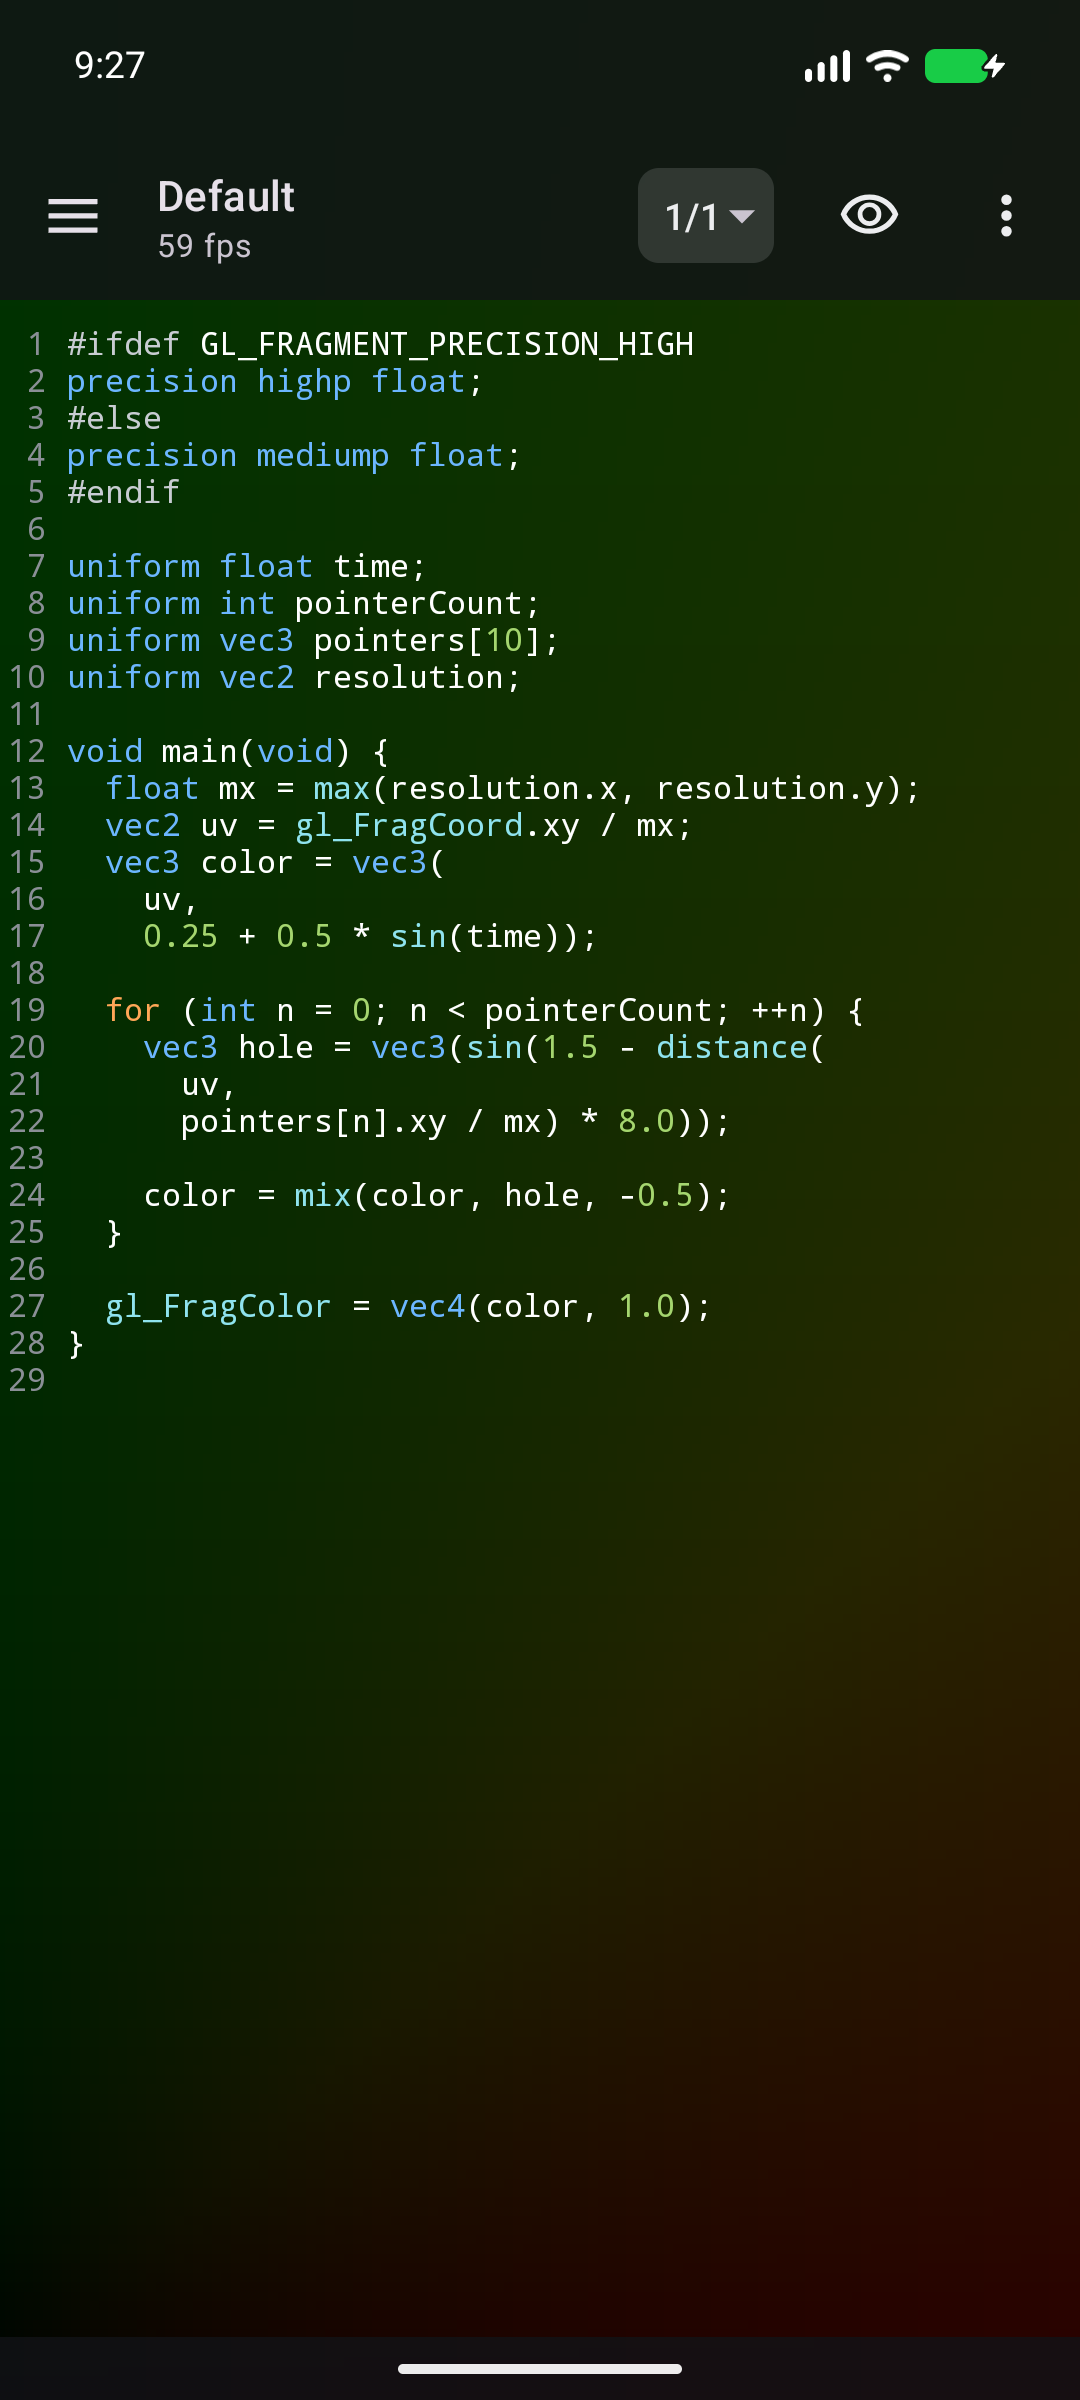 9:27
Default
59 fps
1/1
1 #ifdef GL_FRAGMENT_PRECISION_HIGH
2 precision highp float;
3 #else
4 precision mediump float;
5 #endif
6
7 uniform float time;
8 uniform int pointerCount;
9 uniform vec3 pointers[10];
10 uniform vec2 resolution;
11
12 void main(void) {
13   float mx = max(resolution.x, resolution.y);
14   vec2 uv = gl_FragCoord.xy / mx;
15   vec3 color = vec3(
16     uv,
17     0.25 + 0.5 * sin(time));
18
19   for (int n = 0; n < pointerCount; ++n) {
20     vec3 hole = vec3(sin(1.5 - distance(
21       uv,
22       pointers[n].xy / mx) * 8.0));
23
24     color = mix(color, hole, -0.5);
25   }
26
27   gl_FragColor = vec4(color, 1.0);
28 }
29